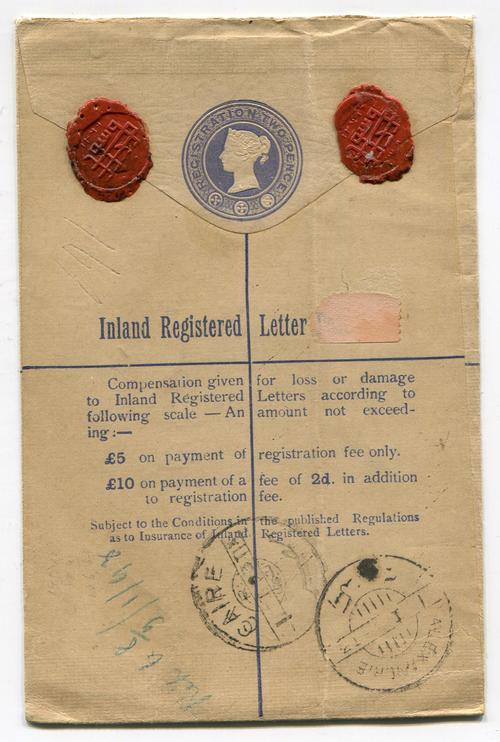 REGISTRATION TWO PENCE
Inland Registered Letter
Compensation given for loss or damage
to Inland Registered Letters according to
following scale — An amount not exceed-
ing :—
£5 on payment of registration fee only.
£10 on payment of a fee of 2d. in addition
to registration fee.
Subject to the Conditions in the published Regulations
as to Insurance of Inland Registered Letters.
CAIRE